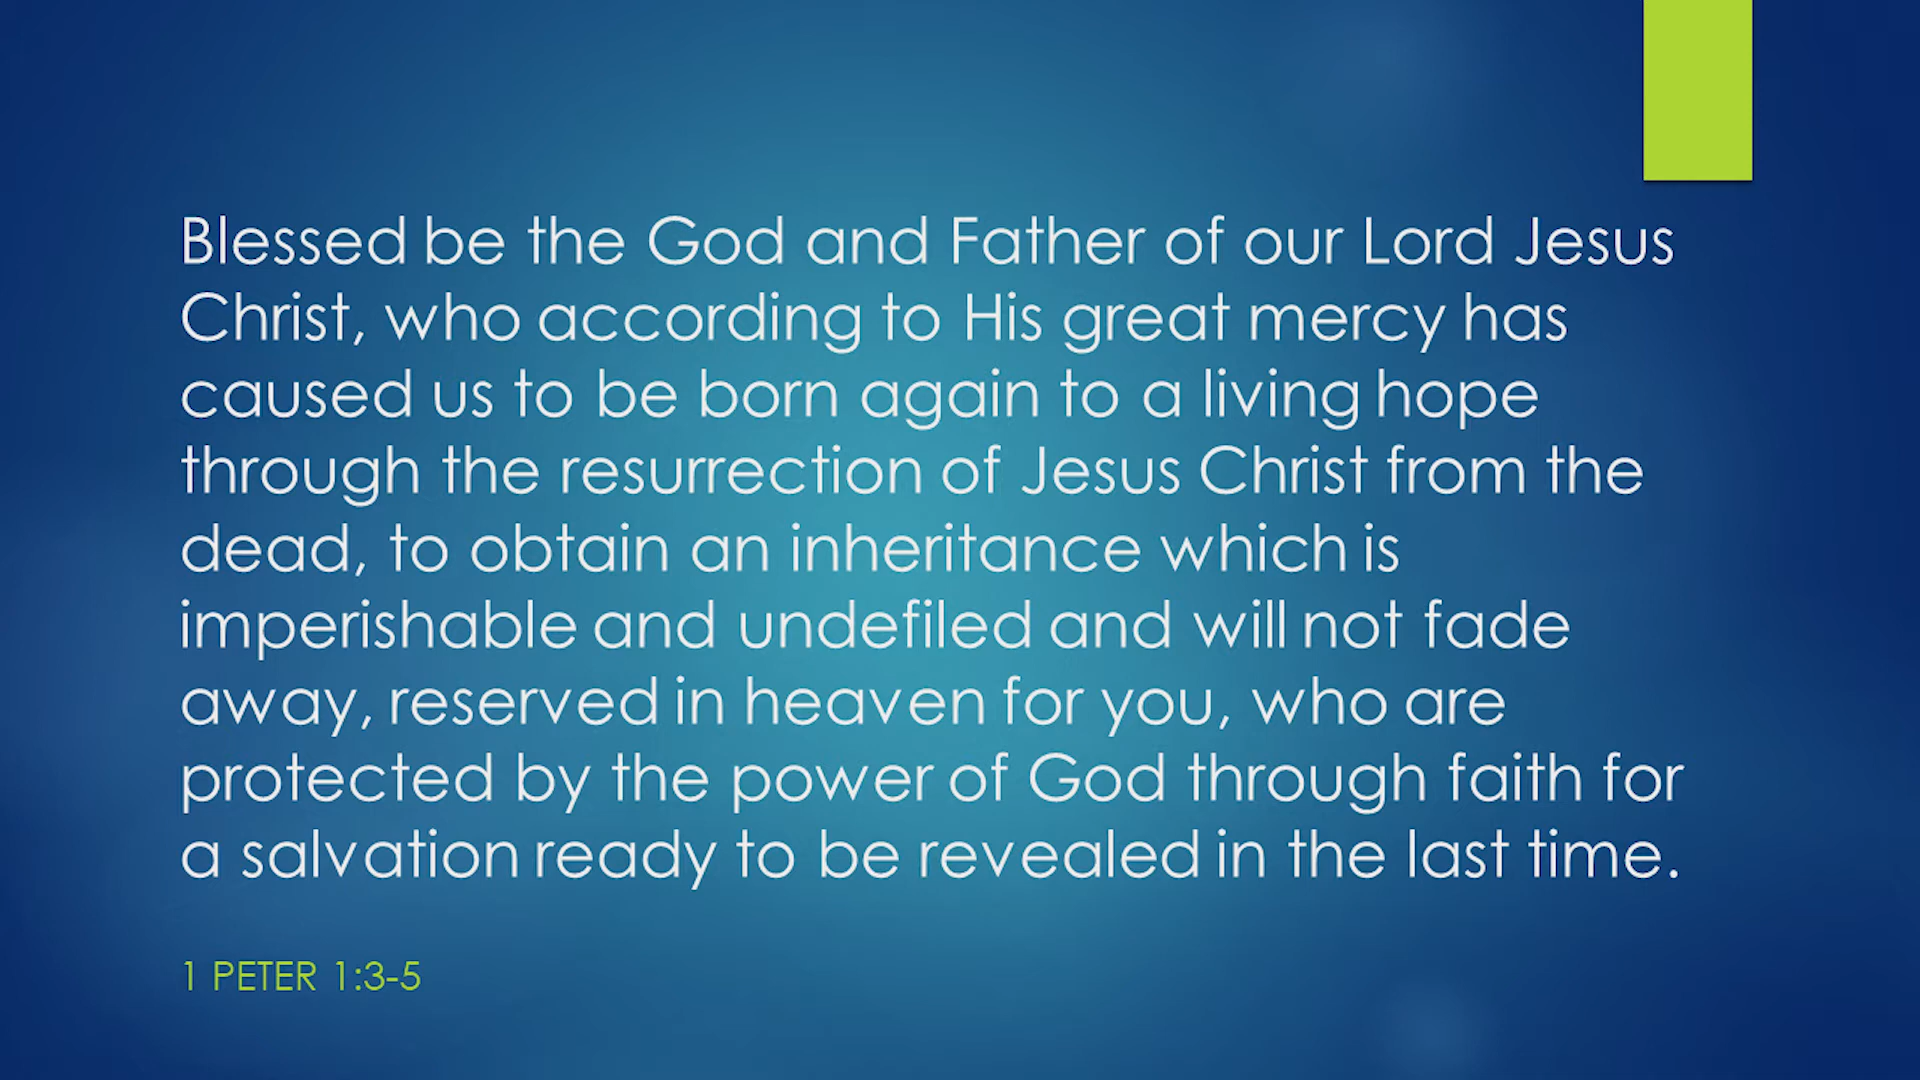 Blessed be the God and Father of our Lord Jesus
Christ, who according to His great mercy has
caused us to be born again to a living hope
through the resurrection of Jesus Christ from the
dead, to obtain an inheritance which is
imperishable and undefiled and will not fade
away, reserved in heaven for you, who are
protected by the power of God through faith for
a salvation ready to be revealed in the last time.
1 PETER 1:3-5